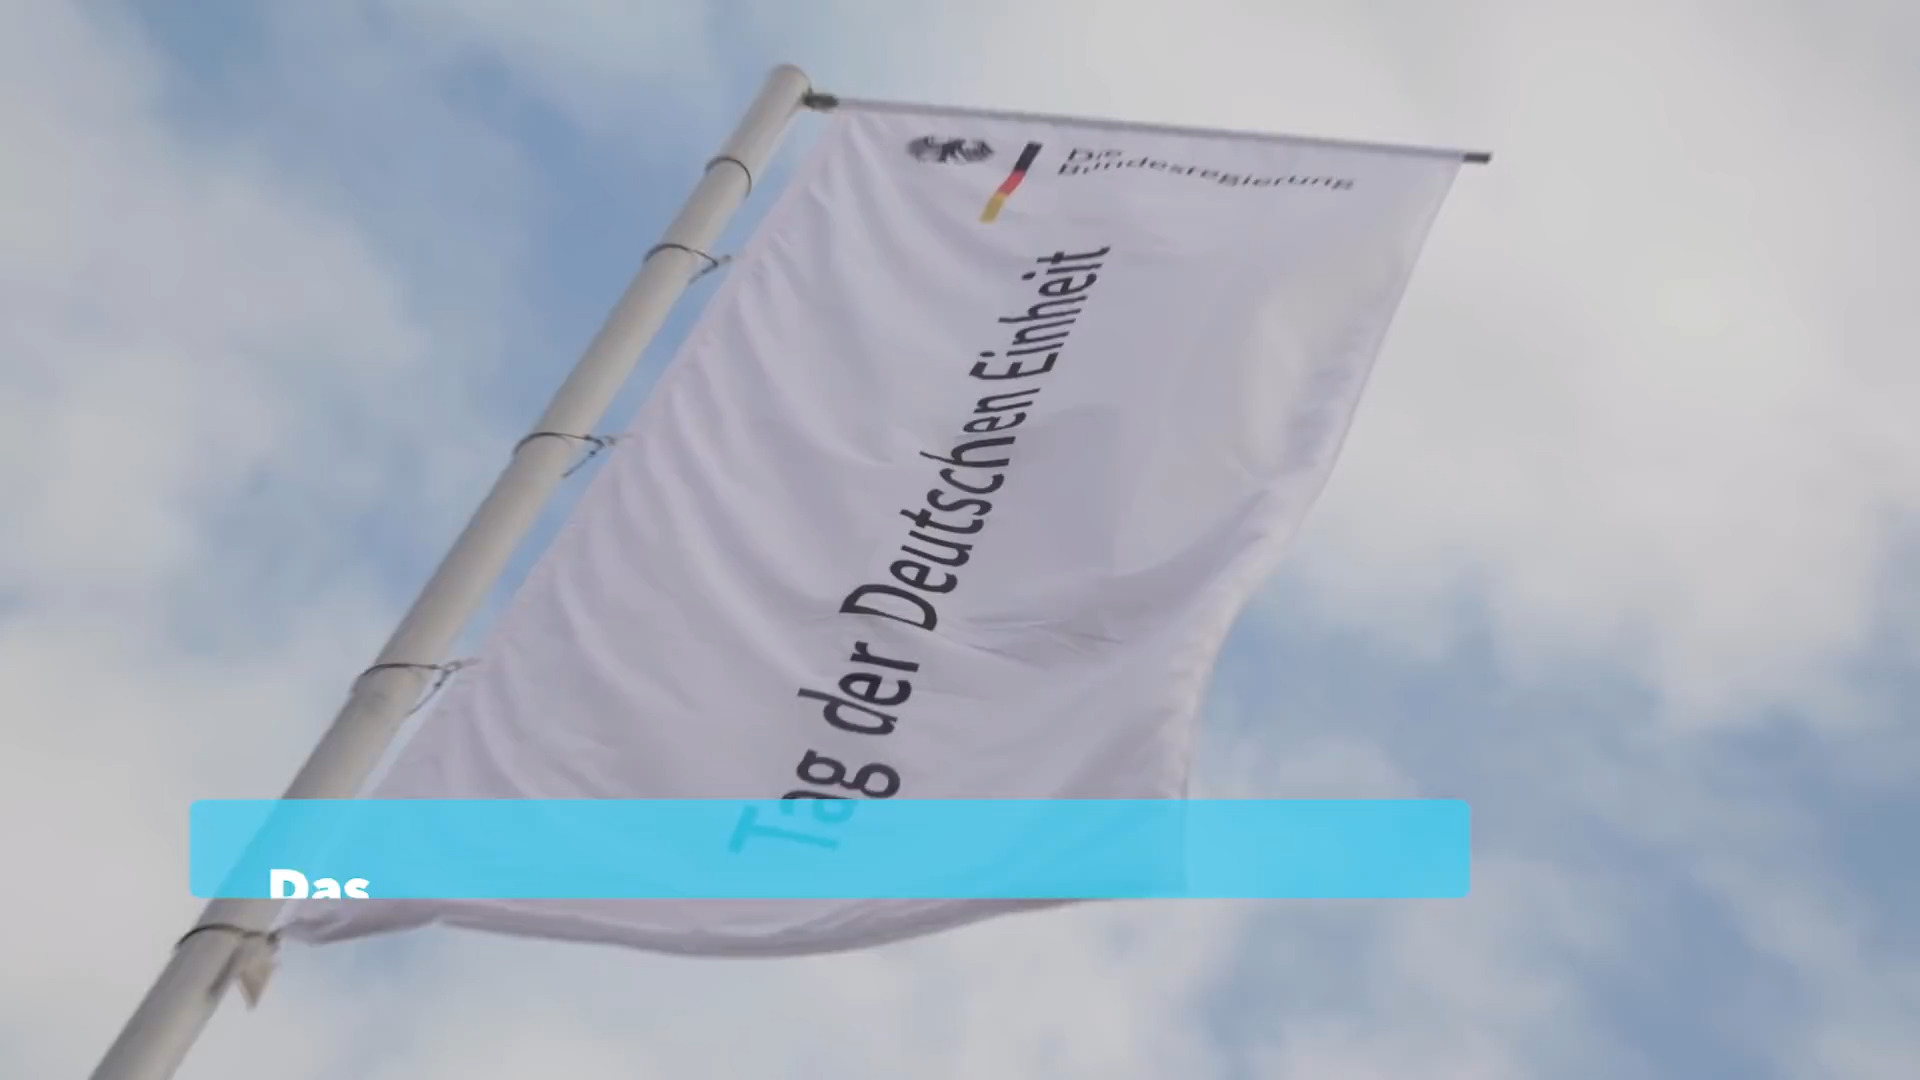 Die
Bundesregierung
Tag der Deutschen Einheit
Das